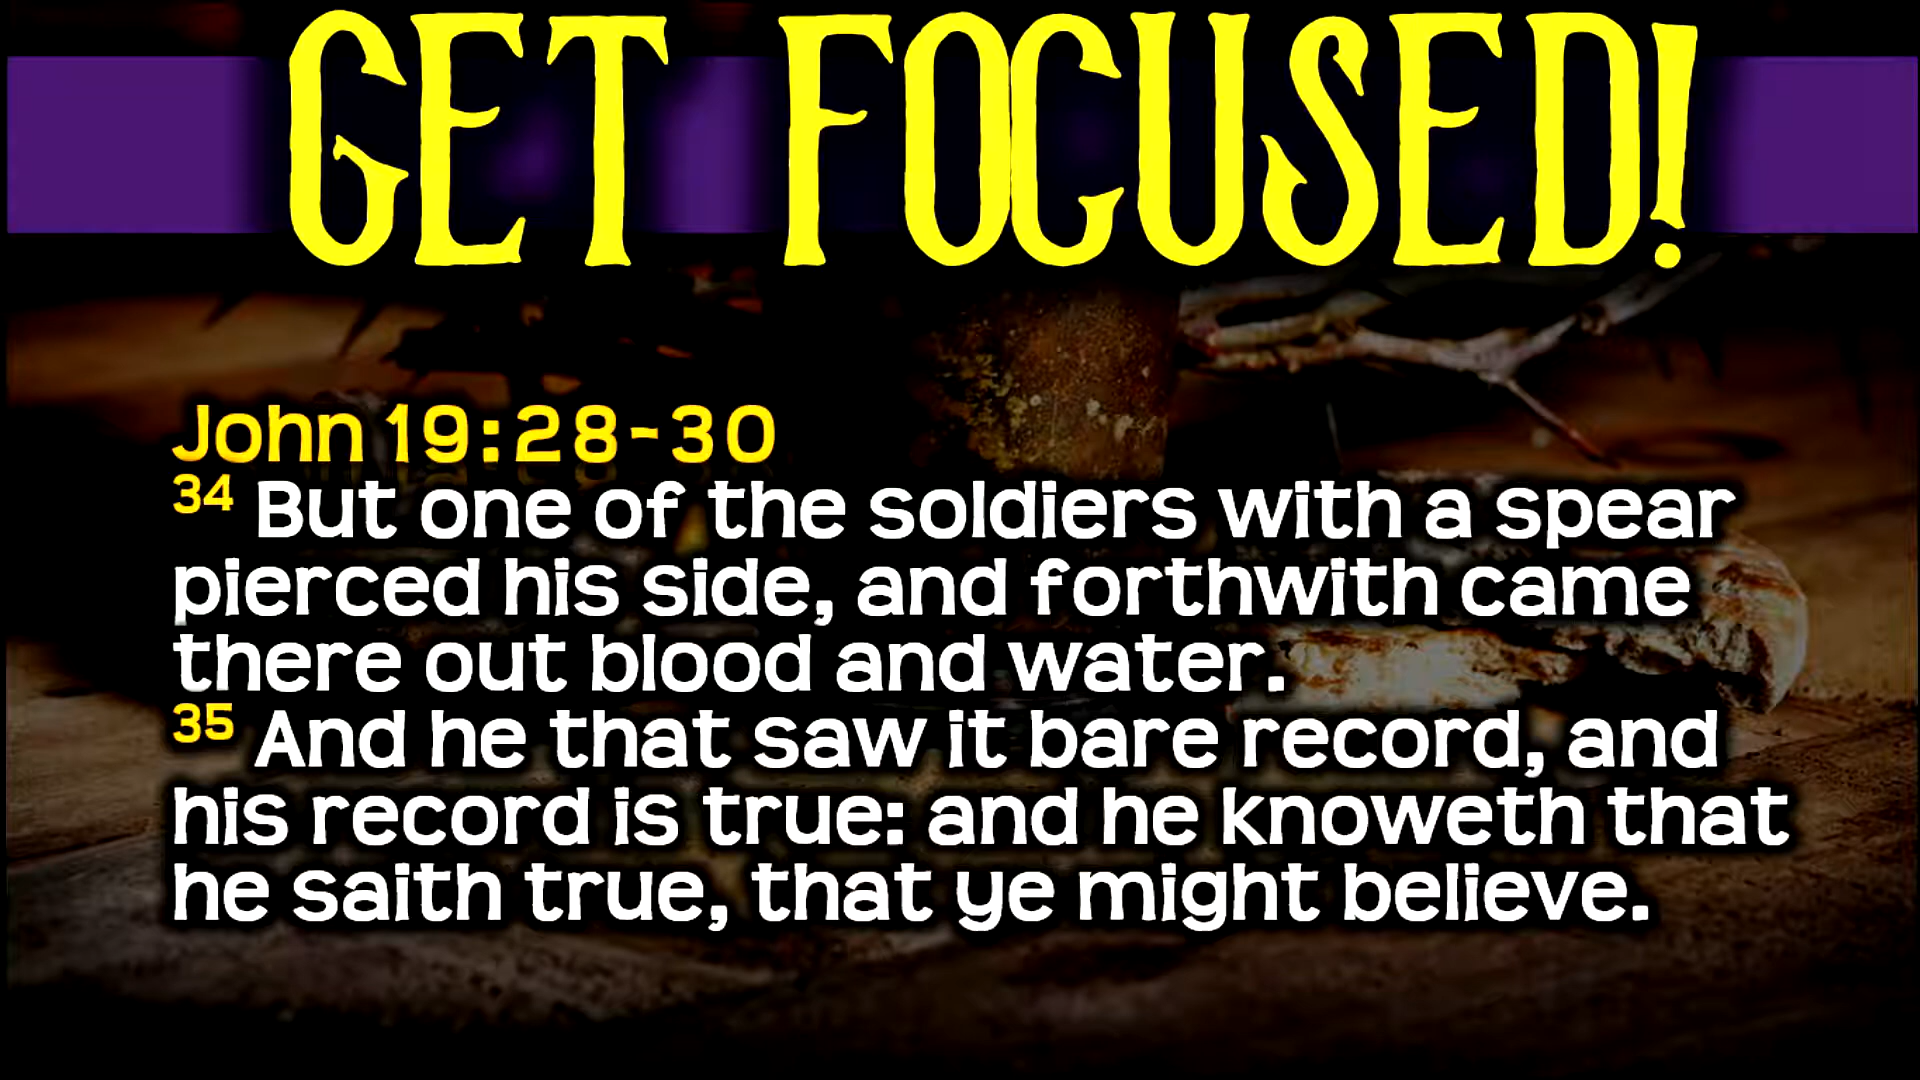 GET FOCUSED!
John 19:28-30
34 But one of the soldiers with a spear
pierced his side, and forthwith came
there out blood and water.
35 And he that saw it bare record, and
his record is true: and he knoweth that
he saith true, that ye might believe.